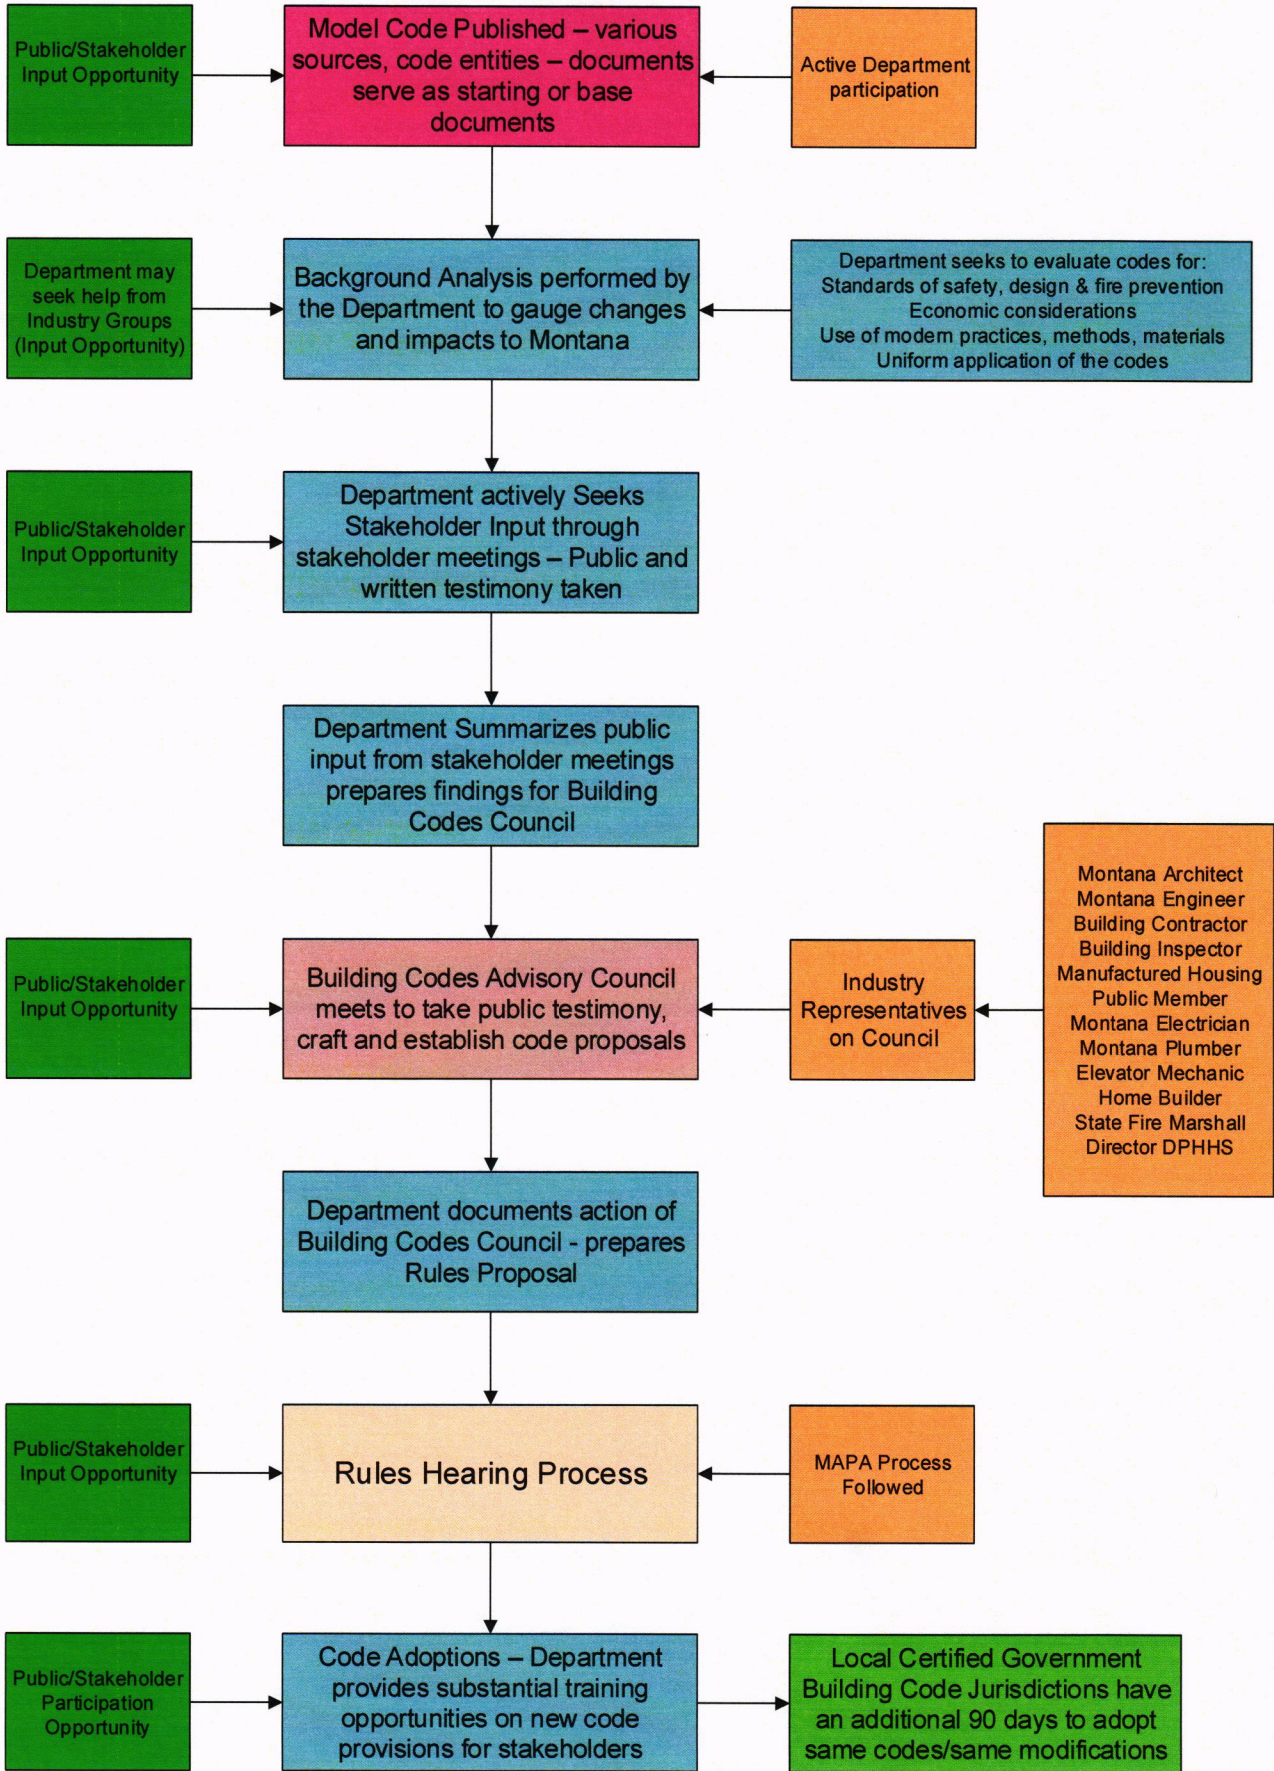 Public/Stakeholder
Input Opportunity
Model Code Published – various
sources, code entities – documents
serve as starting or base
documents
Active Department
participation
Department may
seek help from
Industry Groups
(Input Opportunity)
Background Analysis performed by
the Department to gauge changes
and impacts to Montana
Department seeks to evaluate codes for:
Standards of safety, design & fire prevention
Economic considerations
Use of modern practices, methods, materials
Uniform application of the codes
Public/Stakeholder
Input Opportunity
Department actively Seeks
Stakeholder Input through
stakeholder meetings – Public and
written testimony taken
Department Summarizes public
input from stakeholder meetings
prepares findings for Building
Codes Council
Public/Stakeholder
Input Opportunity
Building Codes Advisory Council
meets to take public testimony,
craft and establish code proposals
Industry
Representatives
on Council
Montana Architect
Montana Engineer
Building Contractor
Building Inspector
Manufactured Housing
Public Member
Montana Electrician
Montana Plumber
Elevator Mechanic
Home Builder
State Fire Marshall
Director DPHHS
Department documents action of
Building Codes Council - prepares
Rules Proposal
Public/Stakeholder
Input Opportunity
Rules Hearing Process
MAPA Process
Followed
Public/Stakeholder
Participation
Opportunity
Code Adoptions – Department
provides substantial training
opportunities on new code
provisions for stakeholders
Local Certified Government
Building Code Jurisdictions have
an additional 90 days to adopt
same codes/same modifications